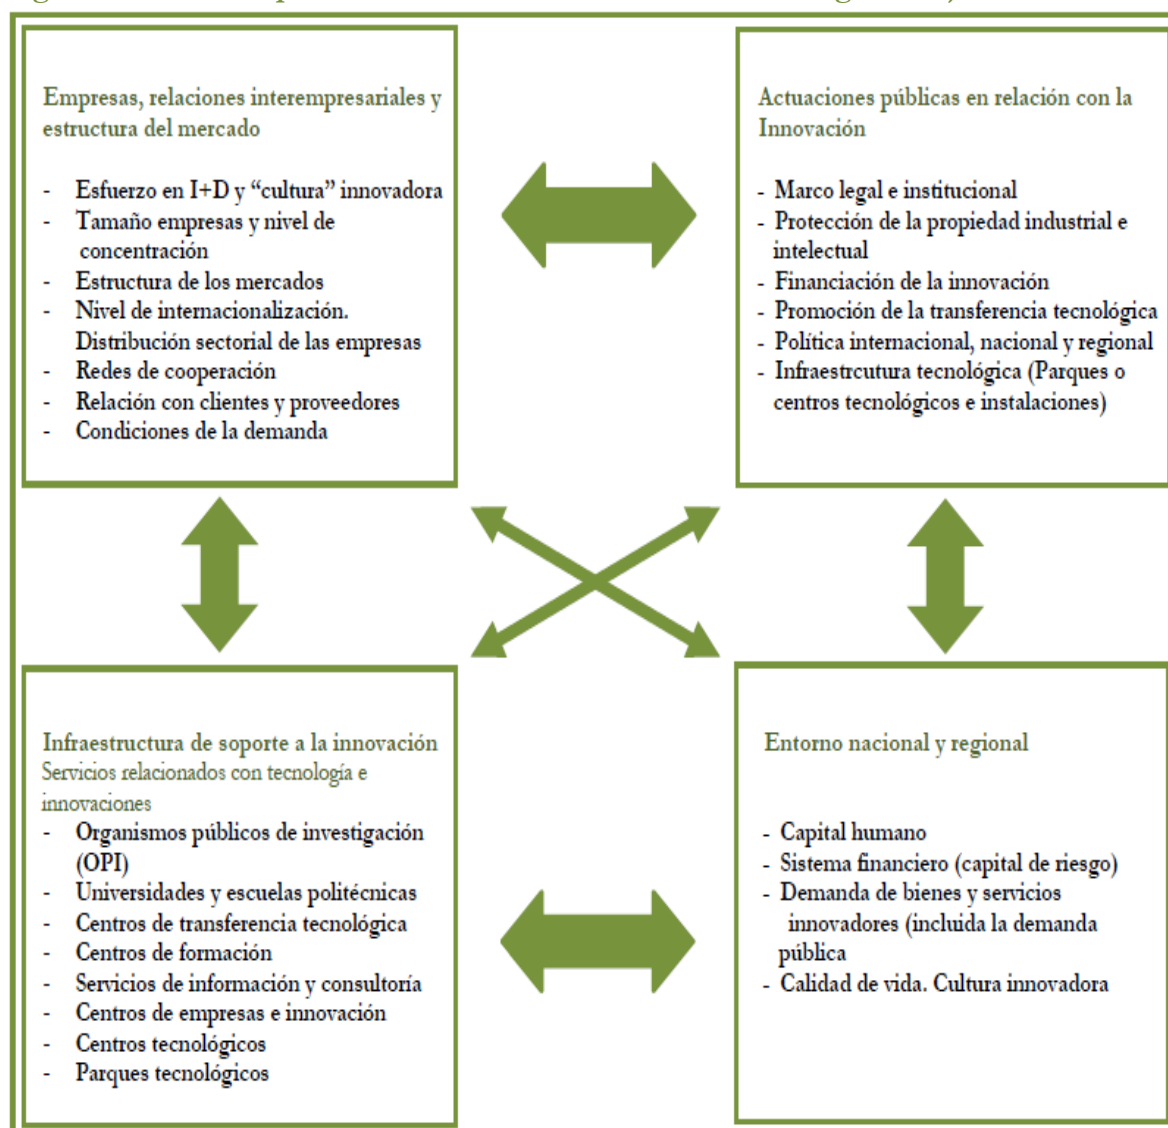 Empresas, relaciones interempresariales y
estructura del mercado
- Esfuerzo en I+D y “cultura” innovadora
- Tamaño empresas y nivel de
concentración
- Estructura de los mercados
- Nivel de internacionalización.
Distribución sectorial de las empresas
- Redes de cooperación
- Relación con clientes y proveedores
- Condiciones de la demanda
Actuaciones públicas en relación con la
Innovación
- Marco legal e institucional
- Protección de la propiedad industrial e
intelectual
- Financiación de la innovación
- Promoción de la transferencia tecnológica
- Política internacional, nacional y regional
- Infraestrcutura tecnológica (Parques o
centros tecnológicos e instalaciones)
Infraestructura de soporte a la innovación
Servicios relacionados con tecnología e
innovaciones
- Organismos públicos de investigación
(OPI)
- Universidades y escuelas politécnicas
- Centros de transferencia tecnológica
- Centros de formación
- Servicios de información y consultoría
- Centros de empresas e innovación
- Centros tecnológicos
- Parques tecnológicos
Entorno nacional y regional
- Capital humano
- Sistema financiero (capital de riesgo)
- Demanda de bienes y servicios
innovadores (incluida la demanda
pública
- Calidad de vida. Cultura innovadora